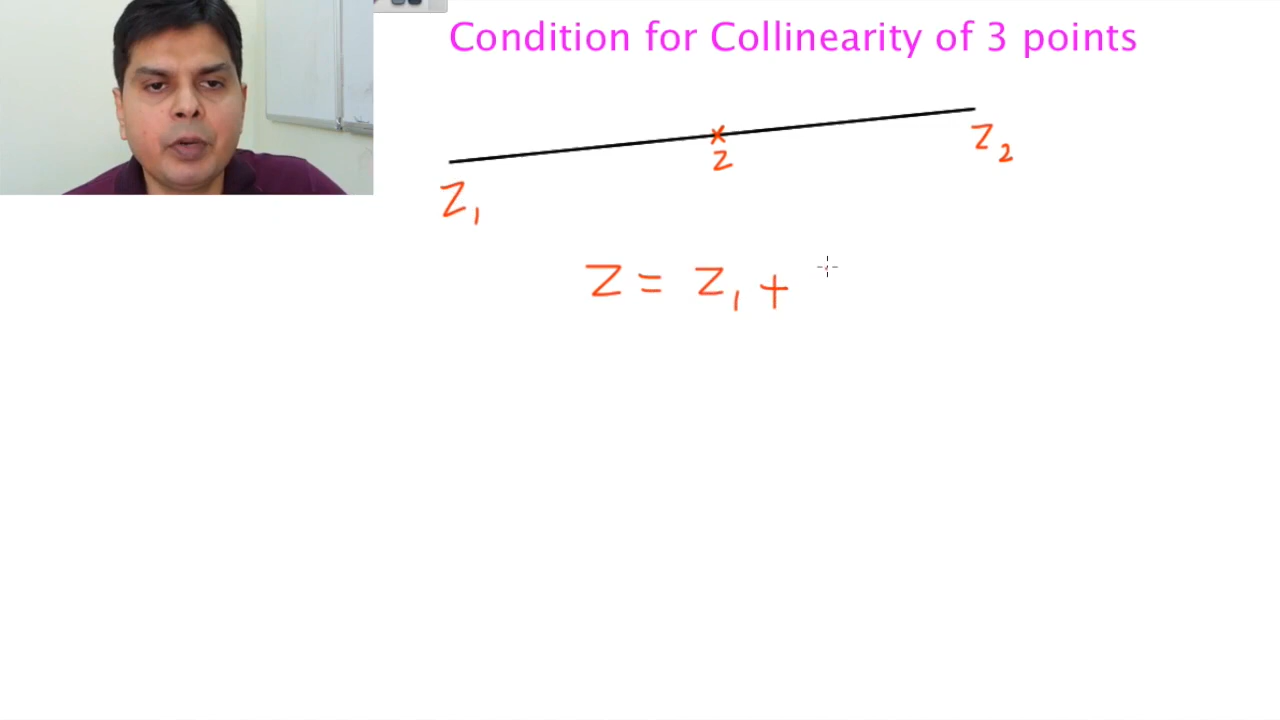 Condition for Collinearity of 3 points
z
z₂
z₁
z = z₁ +